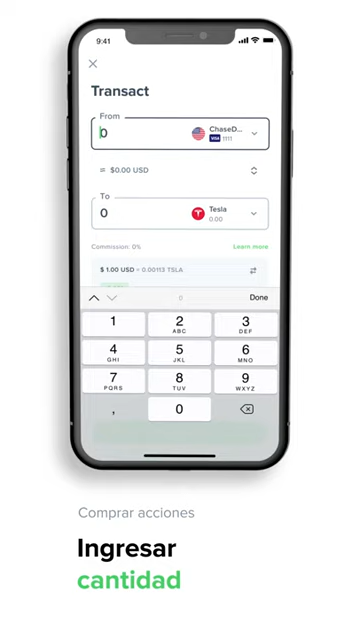 9:41
Transact
From
0
ChaseD...
VISA 1111
= $0.00 USD
To
0
Tesla
0.00
Commission: 0%
Learn more
$ 1.00 USD = 0.00113 TSLA
0
Done
1
2
ABC
3
DEF
4
GHI
5
JKL
6
MNO
7
PQRS
8
TUV
9
WXYZ
,
0
Comprar acciones
Ingresar
cantidad